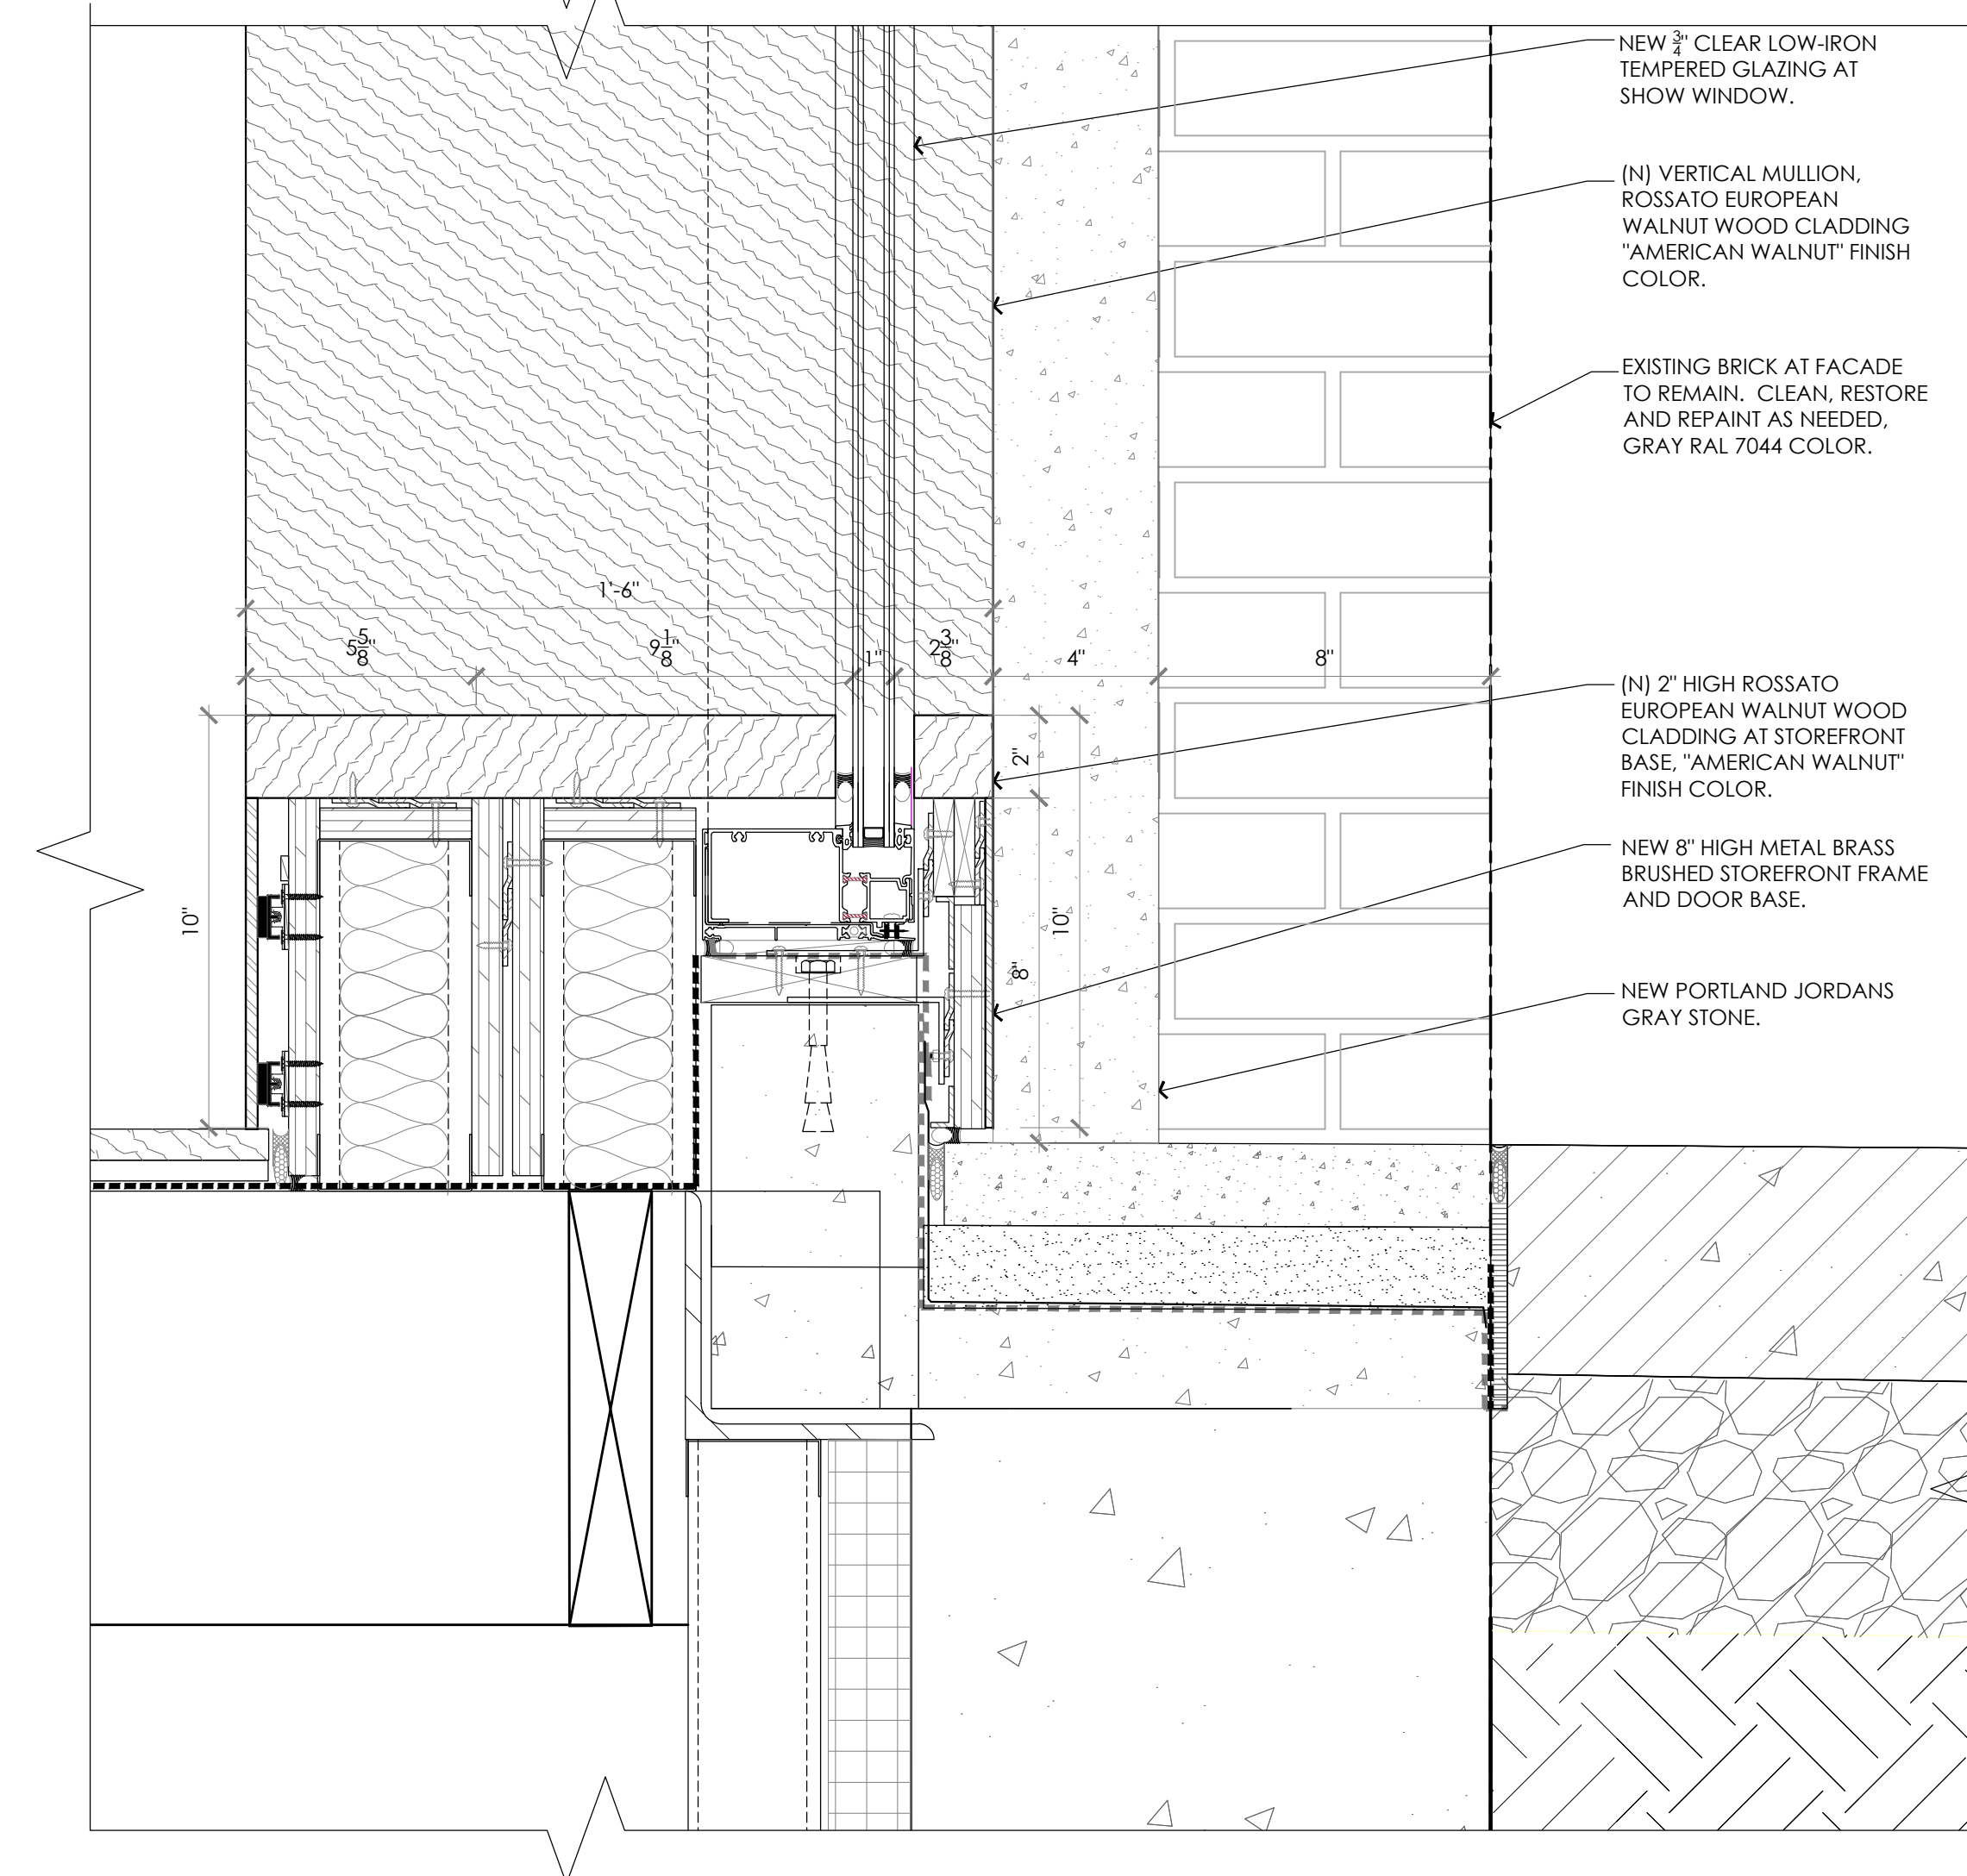 NEW 3/4" CLEAR LOW-IRON
TEMPERED GLAZING AT
SHOW WINDOW.
(N) VERTICAL MULLION,
ROSSATO EUROPEAN
WALNUT WOOD CLADDING
"AMERICAN WALNUT" FINISH
COLOR.
EXISTING BRICK AT FACADE
TO REMAIN. CLEAN, RESTORE
AND REPAINT AS NEEDED,
GRAY RAL 7044 COLOR.
1'-6"
5 5/8"
9 1/8"
1"
2 3/8"
4"
8"
(N) 2" HIGH ROSSATO
EUROPEAN WALNUT WOOD
CLADDING AT STOREFRONT
BASE, "AMERICAN WALNUT"
FINISH COLOR.
2"
NEW 8" HIGH METAL BRASS
BRUSHED STOREFRONT FRAME
AND DOOR BASE.
10"
10"
8"
NEW PORTLAND JORDANS
GRAY STONE.